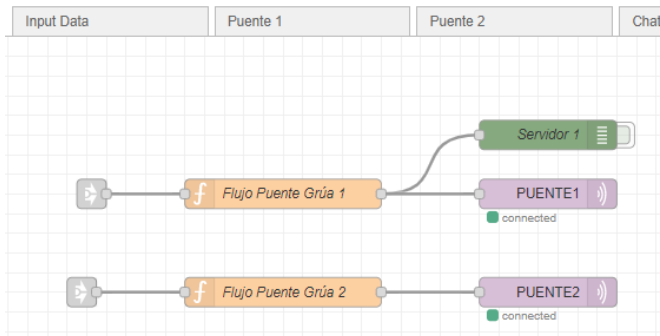 Input Data
Puente 1
Puente 2
Chat
Servidor 1
Flujo Puente Grúa 1
PUENTE1
connected
Flujo Puente Grúa 2
PUENTE2
connected